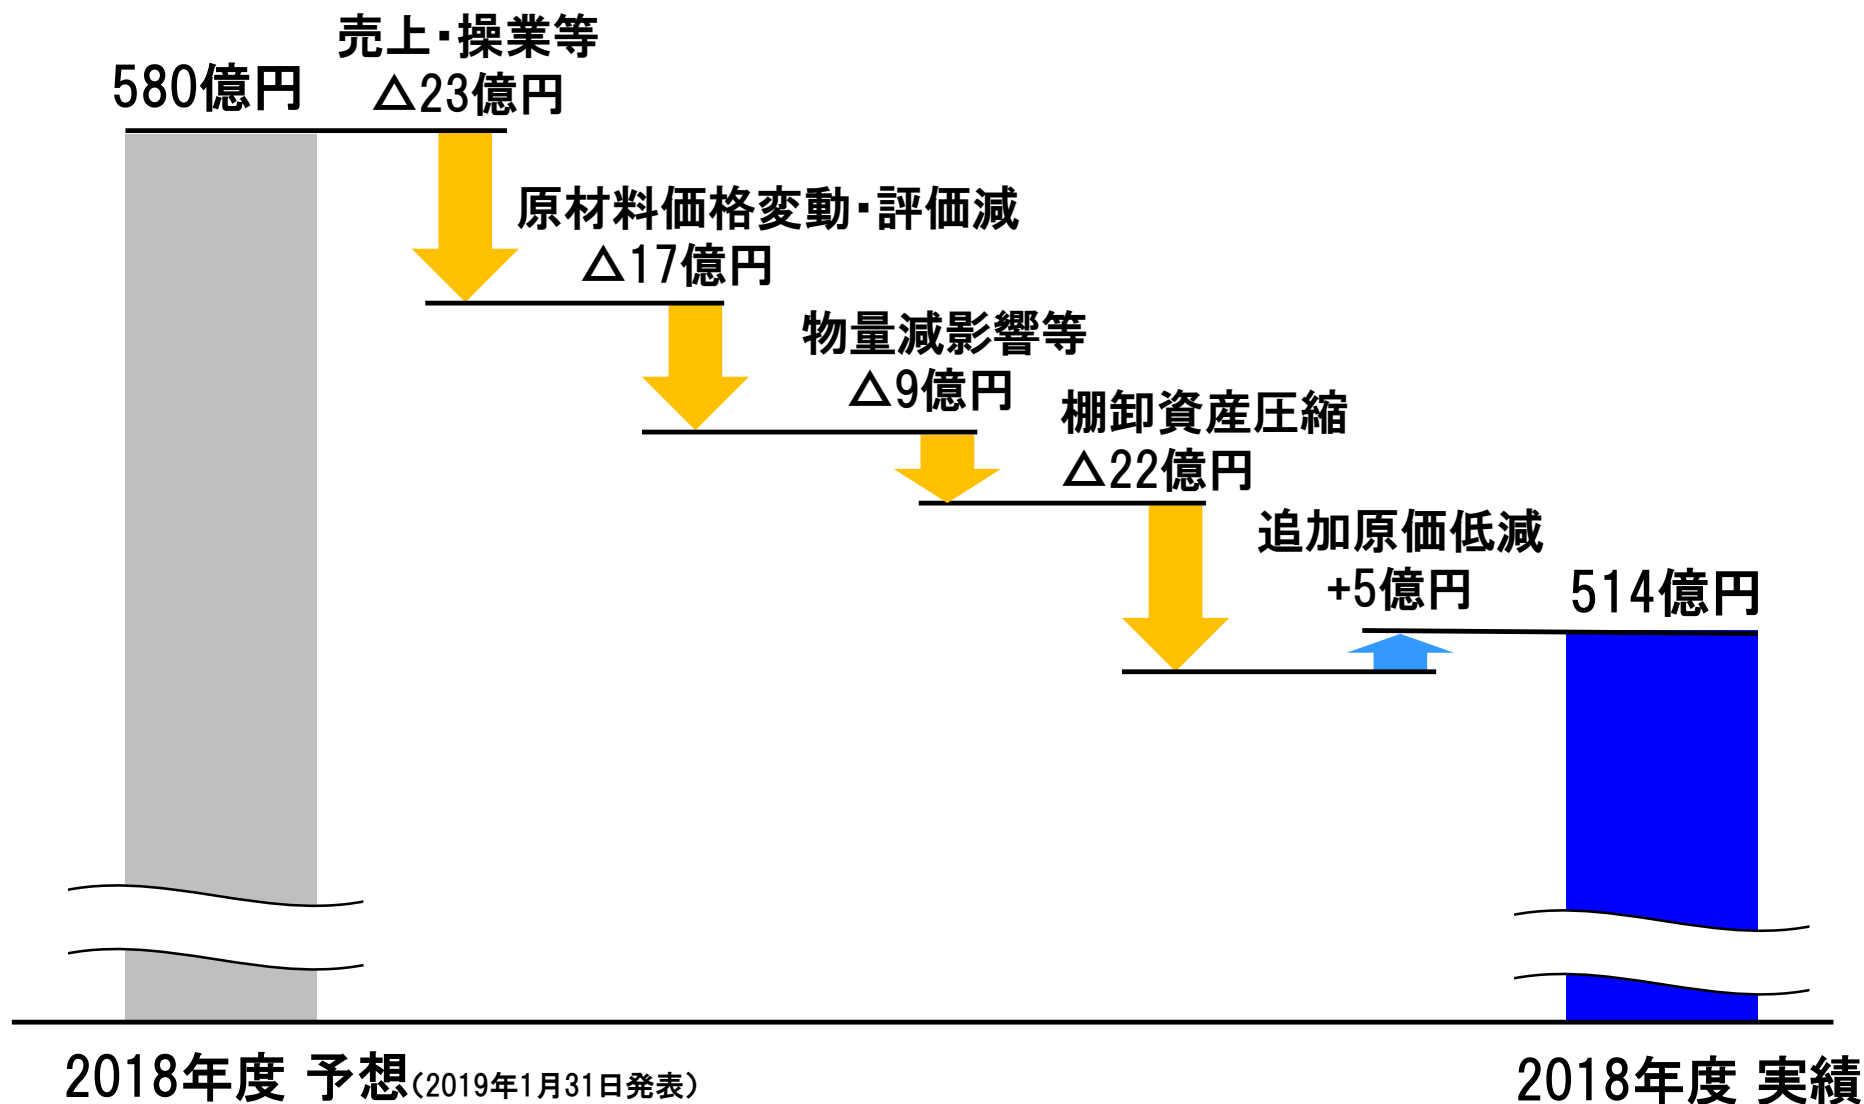 580億円
売上・操業等
△23億円
原材料価格変動・評価減
△17億円
物量減影響等
△9億円
棚卸資産圧縮
△22億円
追加原価低減
+5億円
514億円
2018年度 予想(2019年1月31日発表)
2018年度 実績